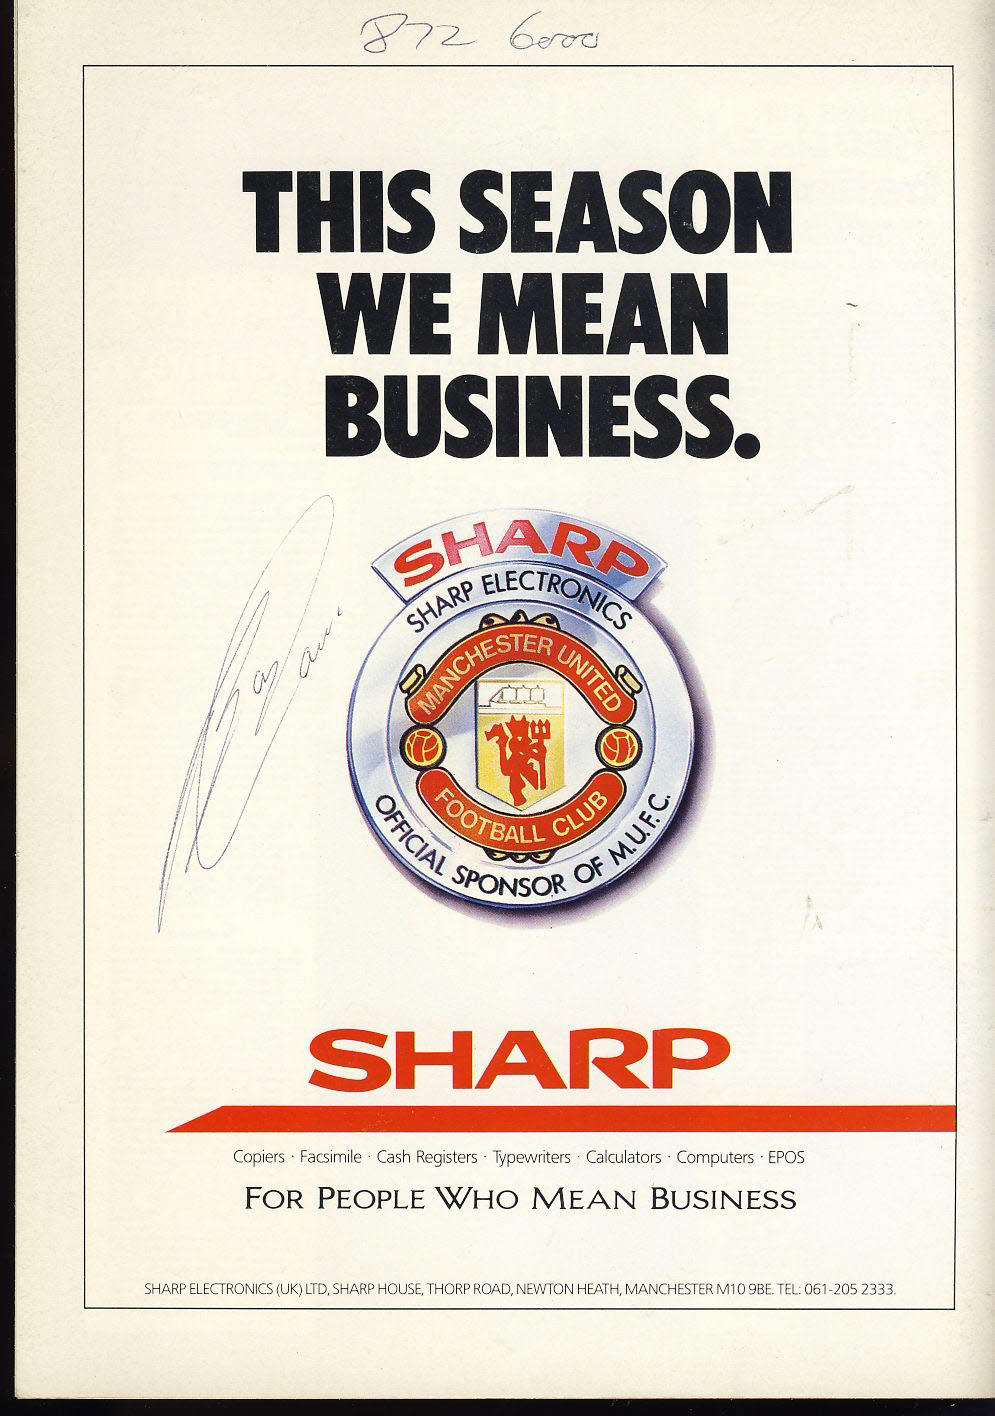 872 6000
THIS SEASON
WE MEAN
BUSINESS.
SHARP
SHARP ELECTRONICS
MANCHESTER UNITED
FOOTBALL CLUB
OFFICIAL SPONSOR OF M.U.F.C.
SHARP
Copiers · Facsimile · Cash Registers · Typewriters · Calculators · Computers · EPOS
FOR PEOPLE WHO MEAN BUSINESS
SHARP ELECTRONICS (UK) LTD, SHARP HOUSE, THORP ROAD, NEWTON HEATH, MANCHESTER M10 9BE. TEL: 061-205 2333.